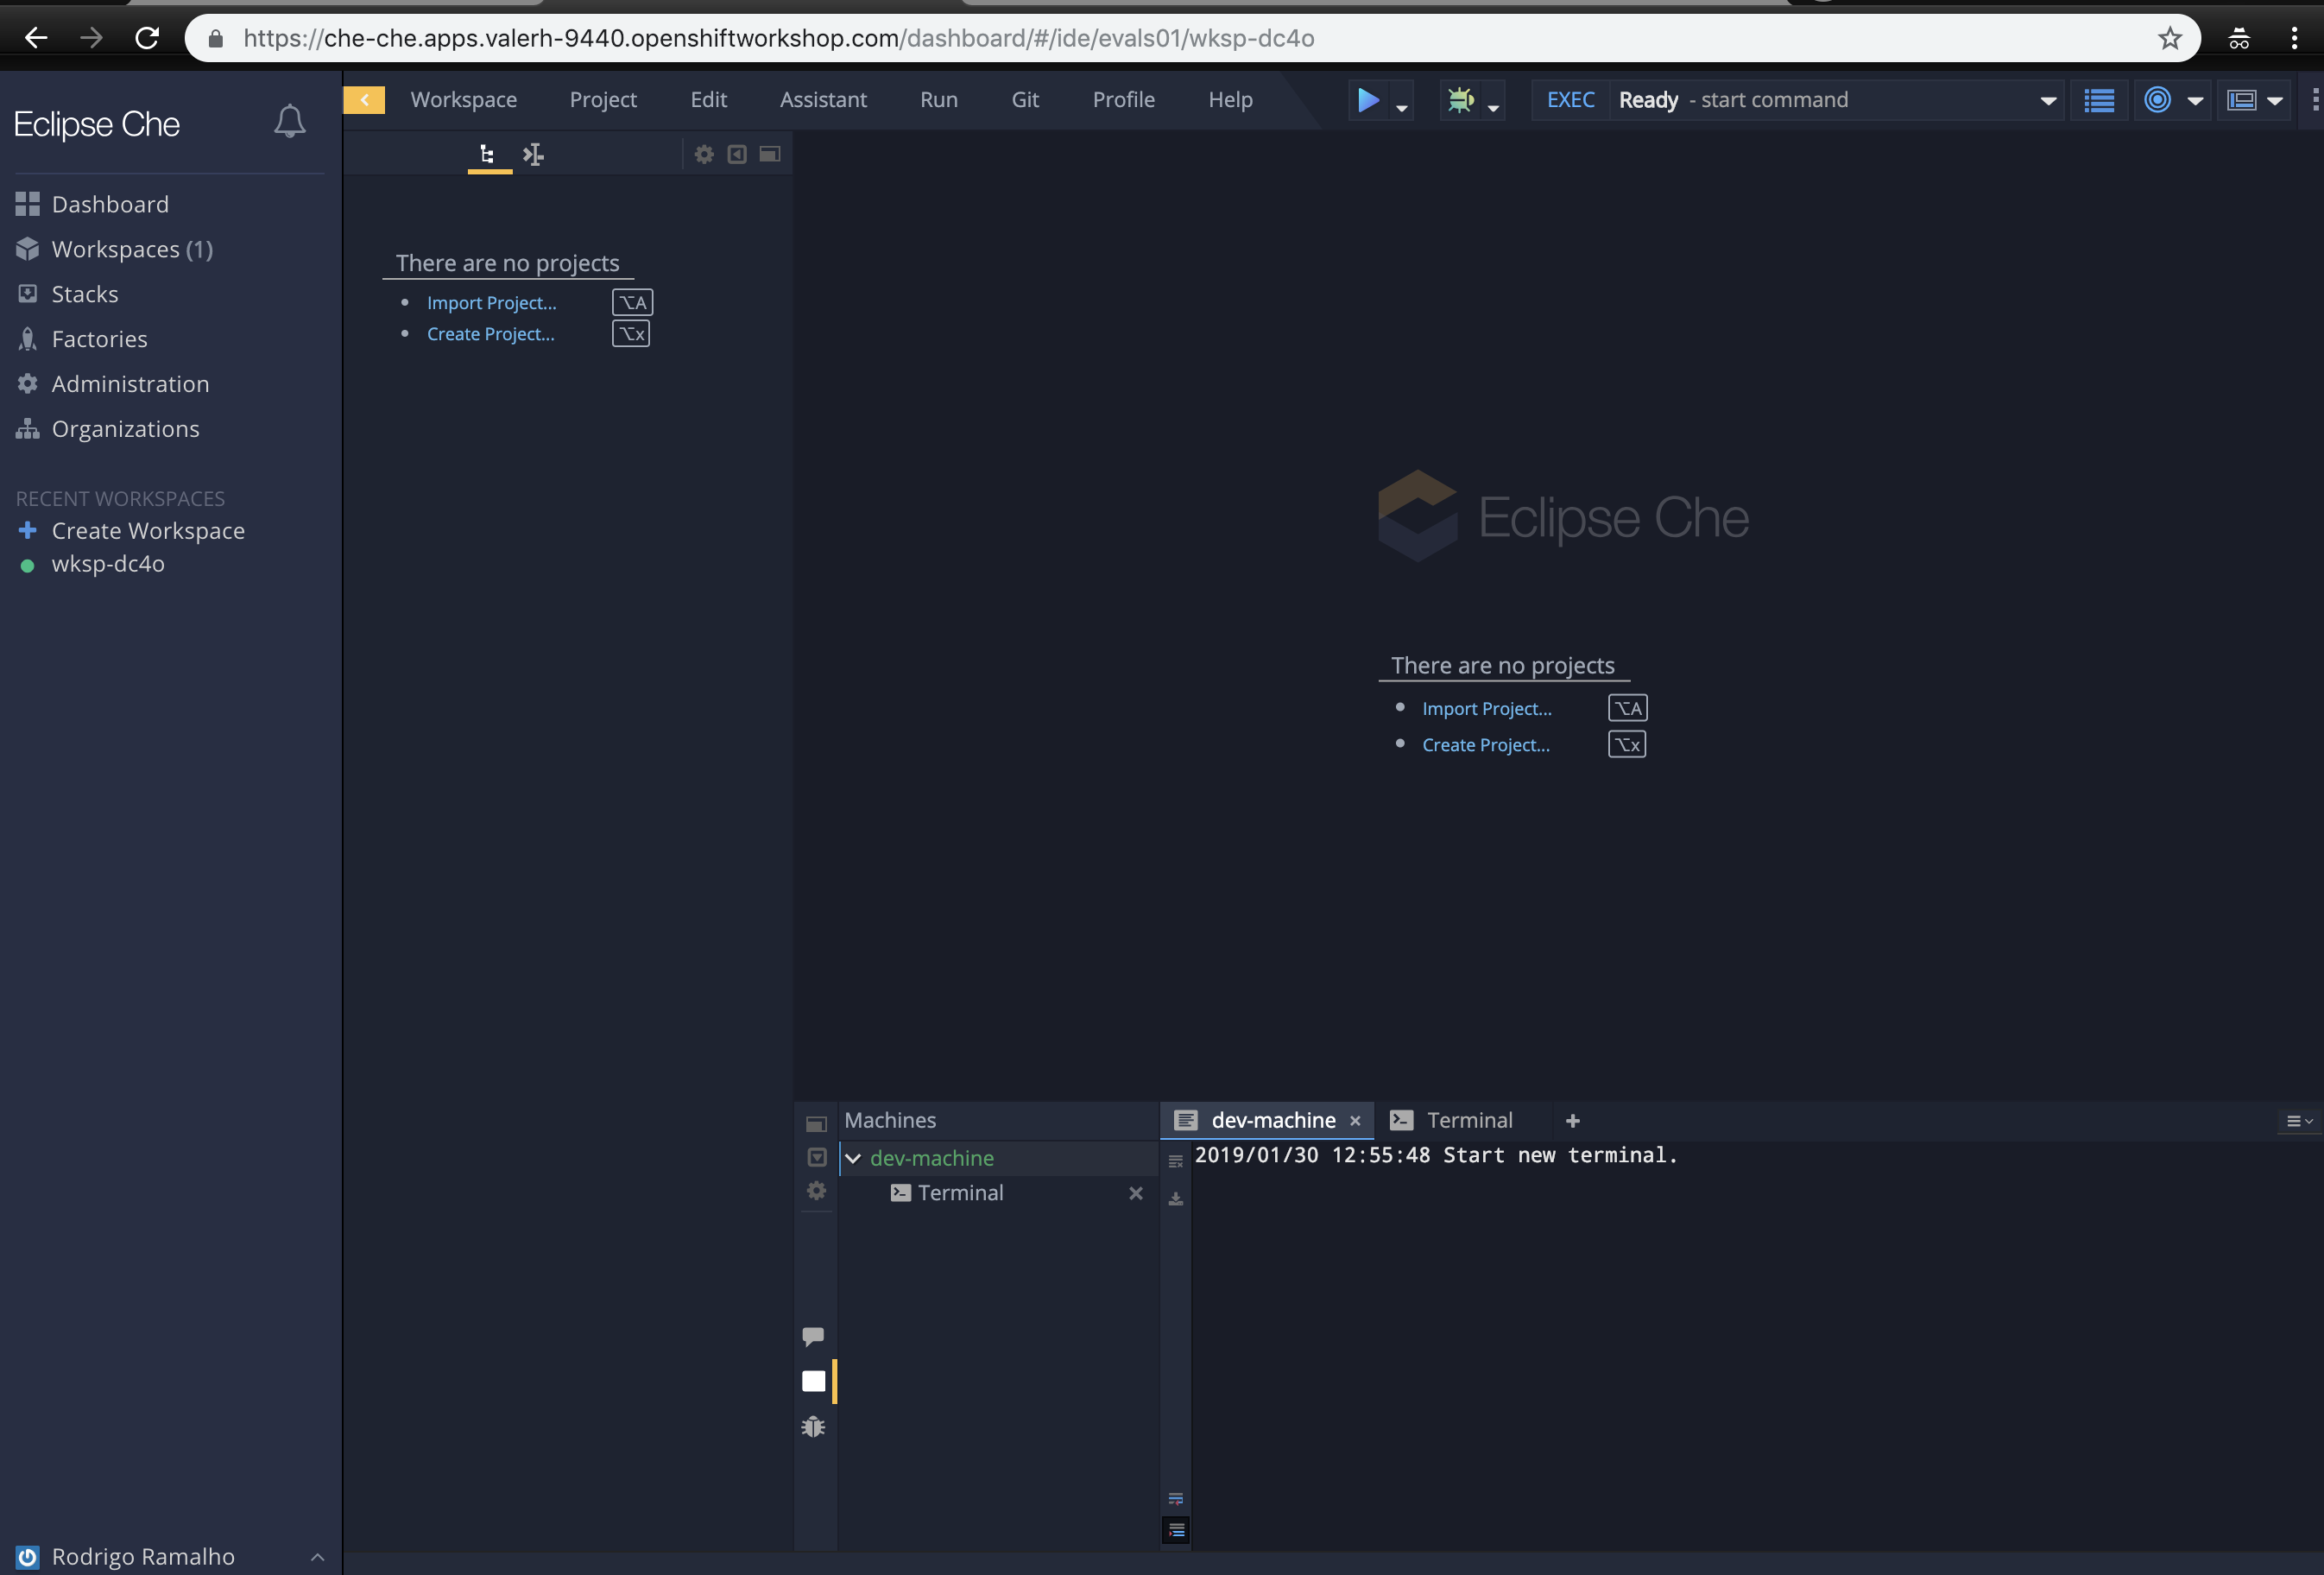 https://che-che.apps.valerh-9440.openshiftworkshop.com/dashboard/#/ide/evals01/wksp-dc4o
Eclipse Che
Workspace Project Edit Assistant Run Git Profile Help
EXEC Ready - start command
Dashboard
Workspaces (1)
Stacks
Factories
Administration
Organizations
RECENT WORKSPACES
Create Workspace
wksp-dc4o
There are no projects
Import Project... ⌥A
Create Project... ⌥x
Eclipse Che
There are no projects
Import Project... ⌥A
Create Project... ⌥x
Machines
dev-machine
Terminal
dev-machine Terminal
2019/01/30 12:55:48 Start new terminal.
Rodrigo Ramalho